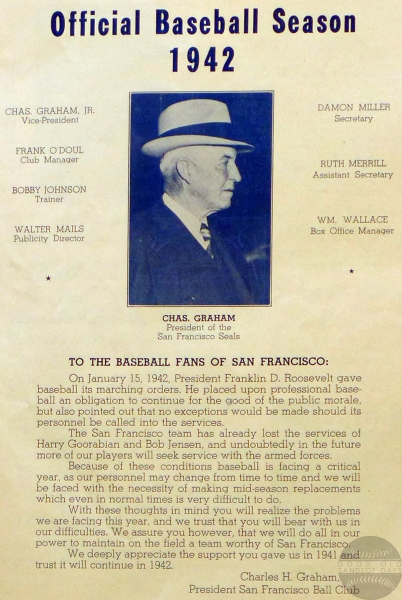 Official Baseball Season
1942
CHAS. GRAHAM, JR.
Vice-President
FRANK O'DOUL
Club Manager
BOBBY JOHNSON
Trainer
WALTER MAILS
Publicity Director
DAMON MILLER
Secretary
RUTH MERRILL
Assistant Secretary
WM. WALLACE
Box Office Manager
CHAS. GRAHAM
President of the
San Francisco Seals
TO THE BASEBALL FANS OF SAN FRANCISCO:
On January 15, 1942, President Franklin D. Roosevelt gave
baseball its marching orders. He placed upon professional base-
ball an obligation to continue for the good of the public morale,
but also pointed out that no exceptions would be made should its
personnel be called into the services.
The San Francisco team has already lost the services of
Harry Goorabian and Bob Jensen, and undoubtedly in the future
more of our players will seek service with the armed forces.
Because of these conditions baseball is facing a critical
year, as our personnel may change from time to time and we will
be faced with the necessity of making mid-season replacements
which even in normal times is very difficult to do.
With these thoughts in mind you will realize the problems
we are facing this year, and we trust that you will bear with us in
our difficulties. We assure you however, that we will do all in our
power to maintain on the field a team worthy of San Francisco.
We deeply appreciate the support you gave us in 1941 and
trust it will continue in 1942.
Charles H. Graham,
President San Francisco Ball Club
GOOD OLD
SANDLOT DAYS